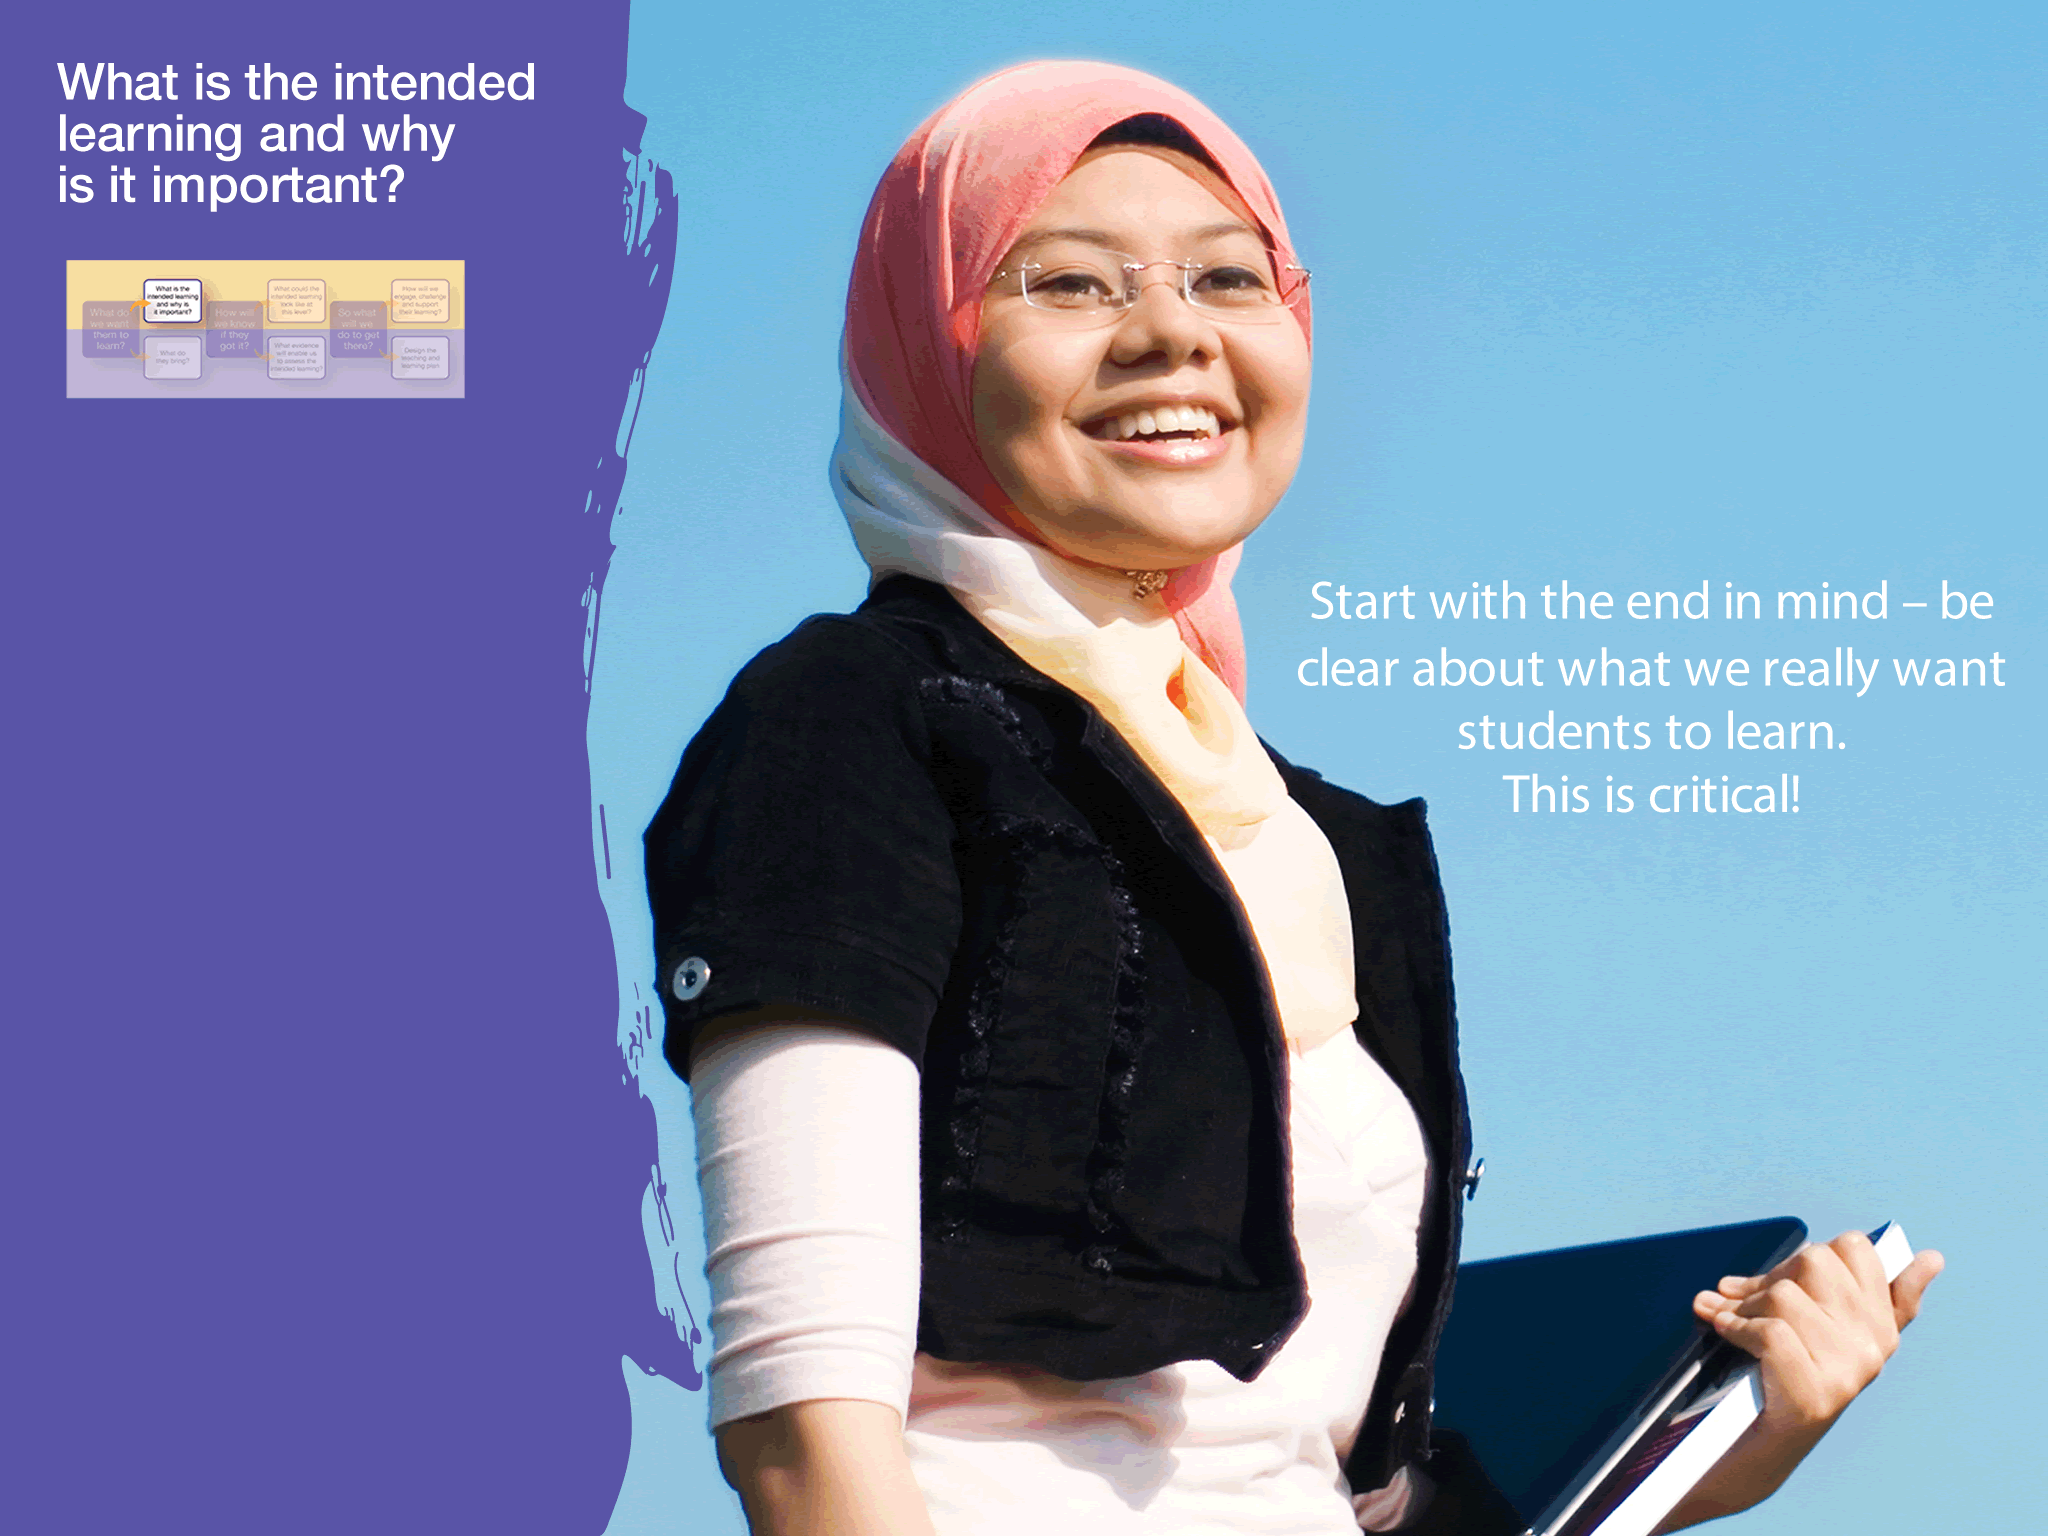 What is the intended
learning and why
is it important?
What do
we want
them to
learn?
What is the
intended learning
and why is
it important?
What do
they bring?
How will
we know
if they
got it?
What could the
intended learning
look like at
this level?
What evidence
will enable us
to assess the
intended learning?
So what
will we
do to get
there?
How will we
engage, challenge
and support
their learning?
Design the
teaching and
learning plan
Start with the end in mind – be
clear about what we really want
students to learn.
This is critical!